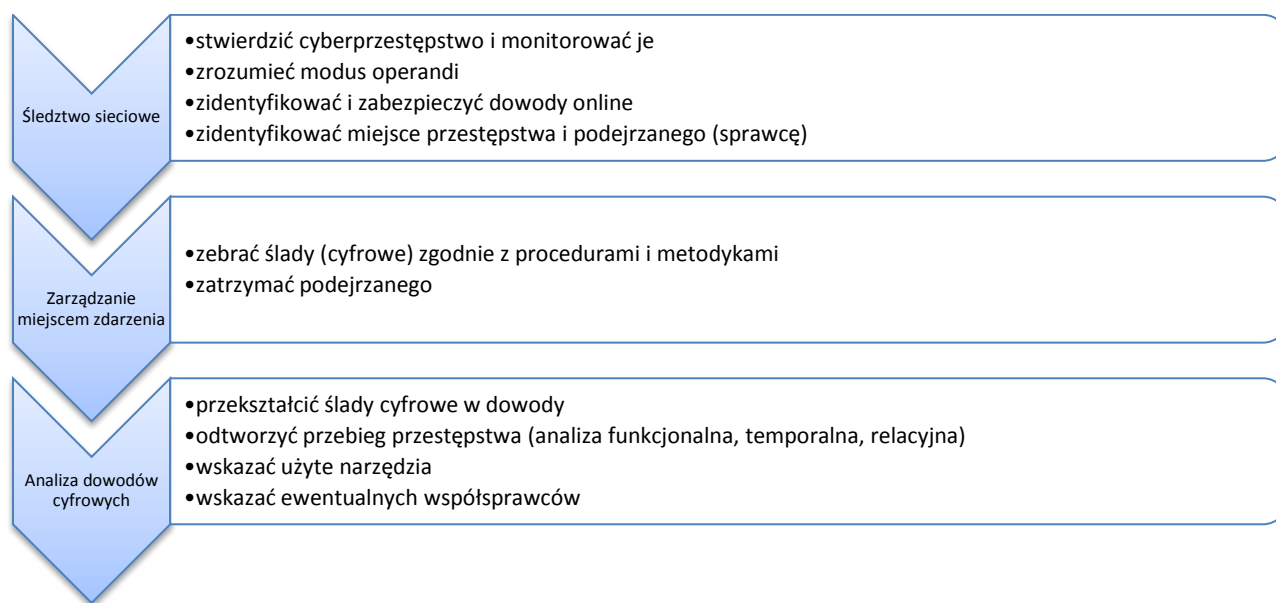 Śledztwo sieciowe
•stwierdzić cyberprzestępstwo i monitorować je
•zrozumieć modus operandi
•zidentyfikować i zabezpieczyć dowody online
•zidentyfikować miejsce przestępstwa i podejrzanego (sprawcę)
Zarządzanie
miejscem zdarzenia
•zebrać ślady (cyfrowe) zgodnie z procedurami i metodykami
•zatrzymać podejrzanego
Analiza dowodów
cyfrowych
•przekształcić ślady cyfrowe w dowody
•odtworzyć przebieg przestępstwa (analiza funkcjonalna, temporalna, relacyjna)
•wskazać użyte narzędzia
•wskazać ewentualnych współsprawców